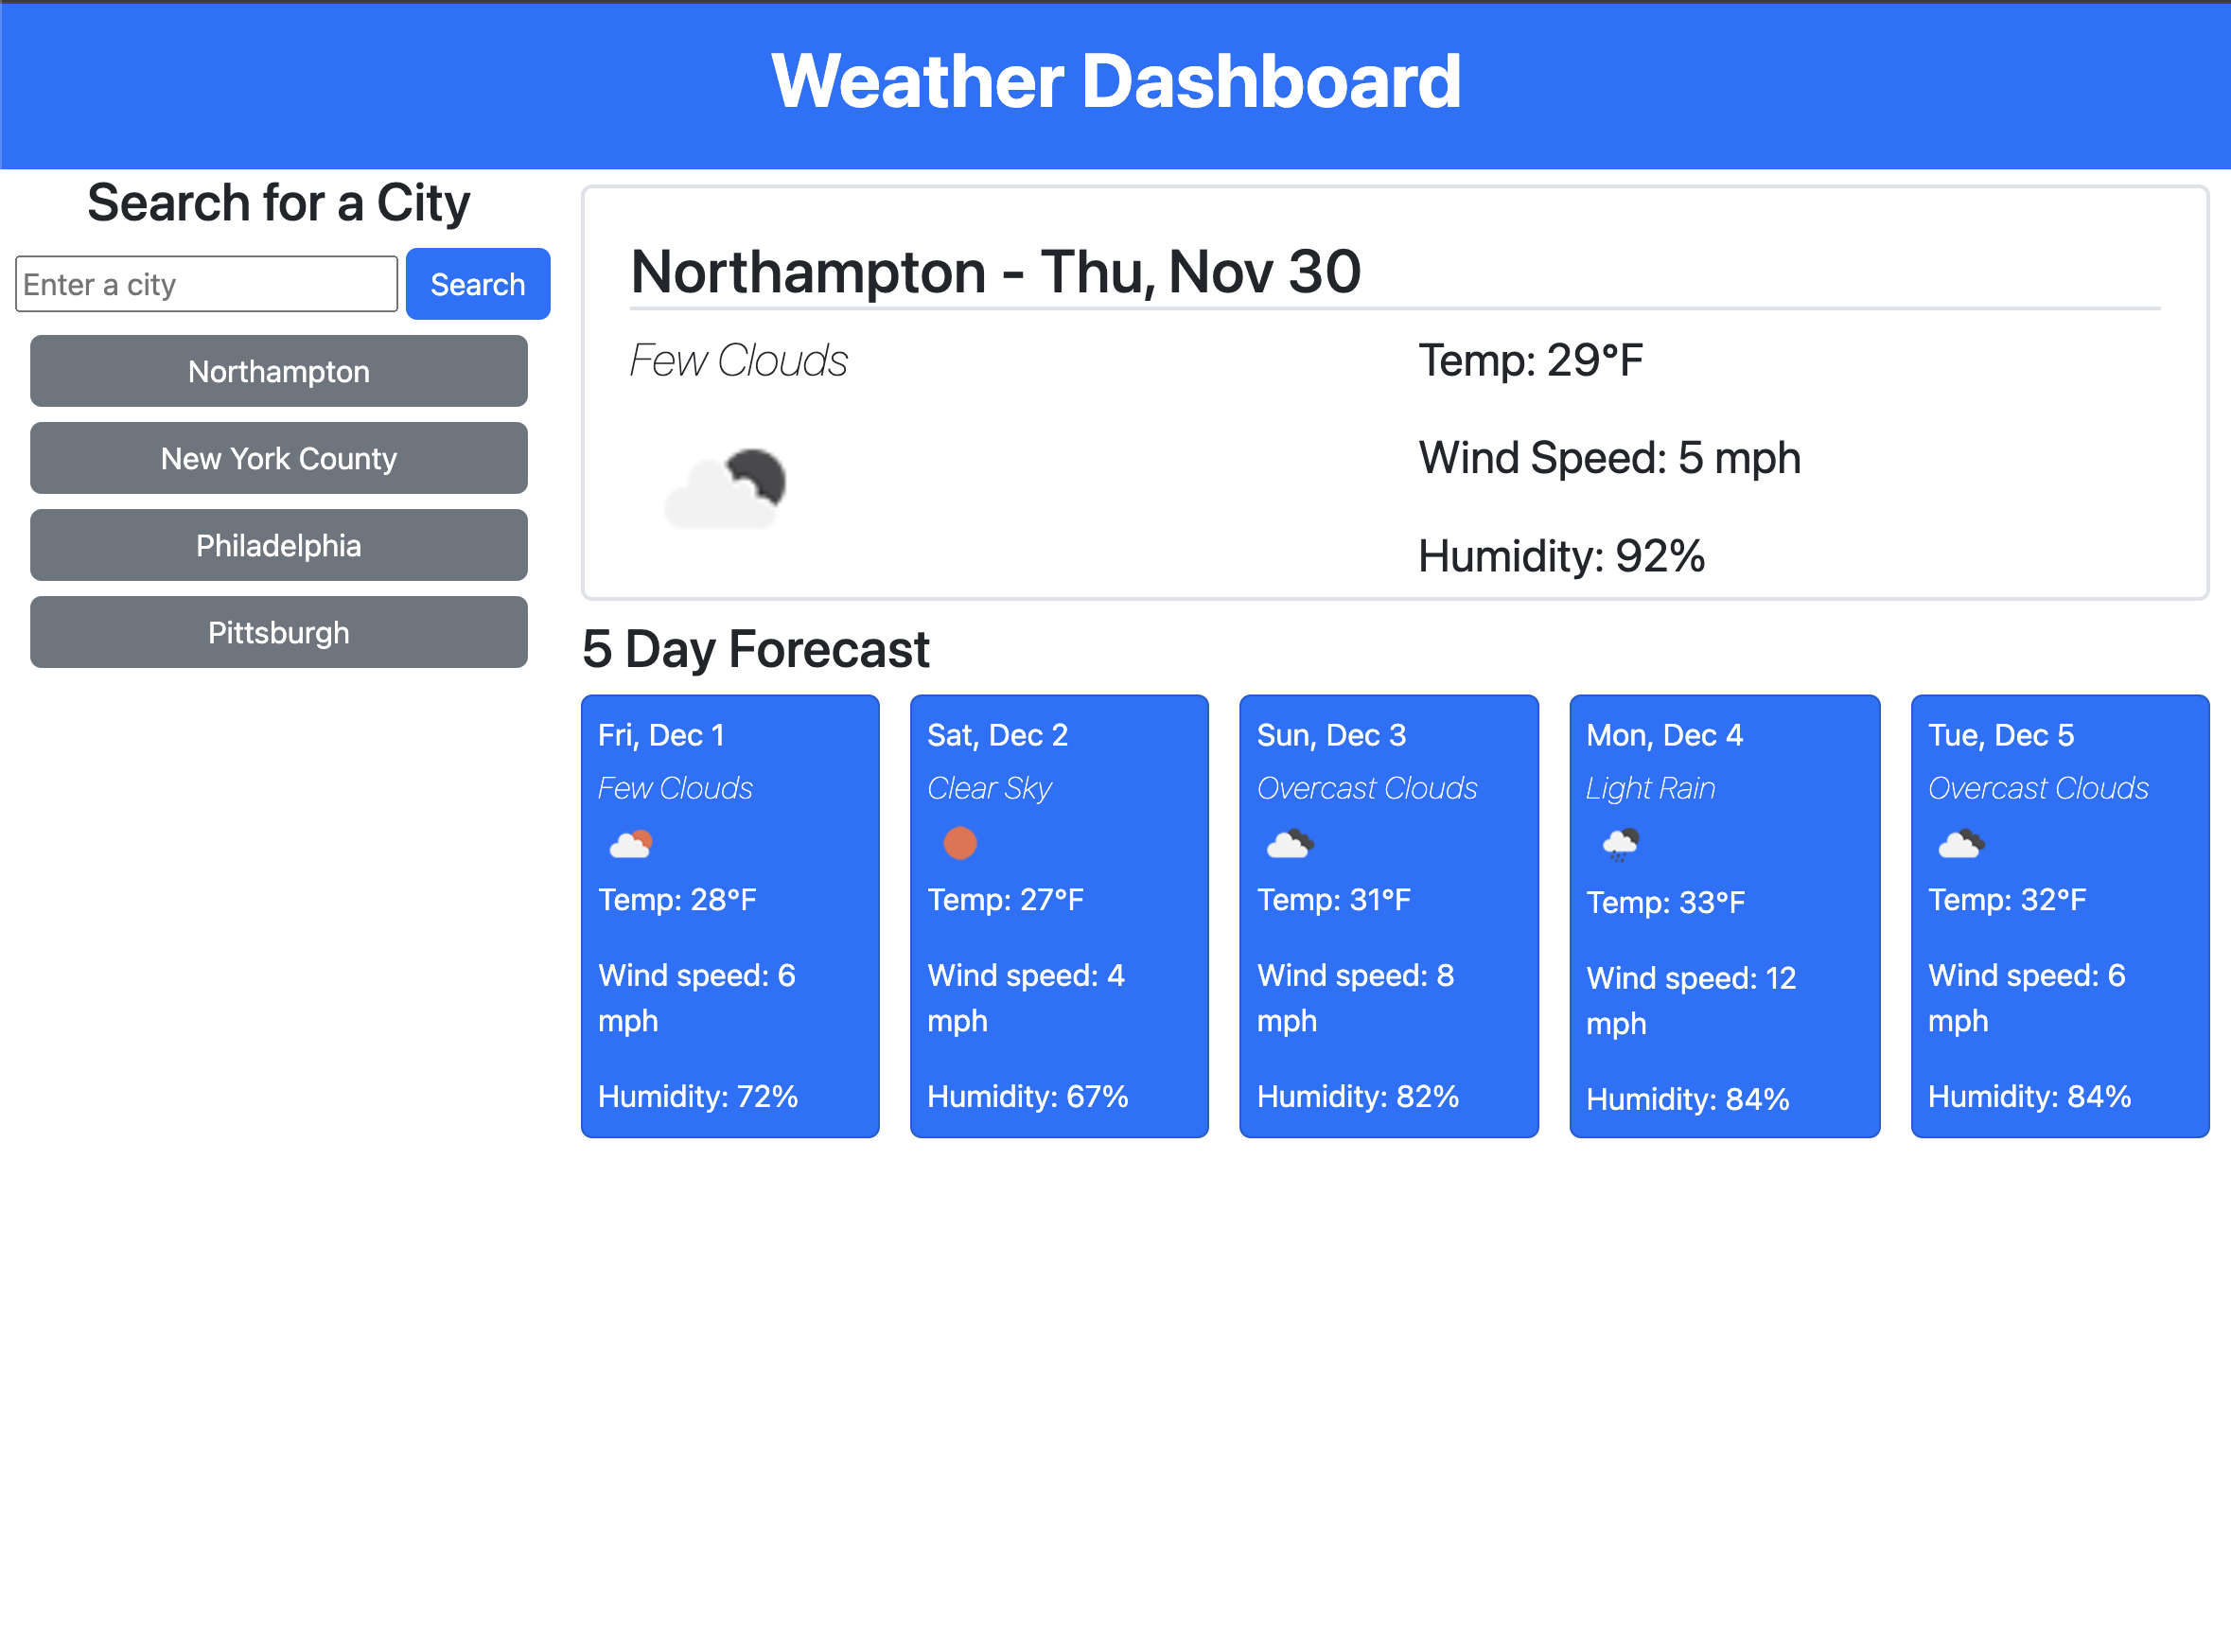 Weather Dashboard
Search for a City
Enter a city
Search
Northampton
New York County
Philadelphia
Pittsburgh
Northampton - Thu, Nov 30
Few Clouds
Temp: 29°F
Wind Speed: 5 mph
Humidity: 92%
5 Day Forecast
Fri, Dec 1
Few Clouds
Temp: 28°F
Wind speed: 6
mph
Humidity: 72%
Sat, Dec 2
Clear Sky
Temp: 27°F
Wind speed: 4
mph
Humidity: 67%
Sun, Dec 3
Overcast Clouds
Temp: 31°F
Wind speed: 8
mph
Humidity: 82%
Mon, Dec 4
Light Rain
Temp: 33°F
Wind speed: 12
mph
Humidity: 84%
Tue, Dec 5
Overcast Clouds
Temp: 32°F
Wind speed: 6
mph
Humidity: 84%